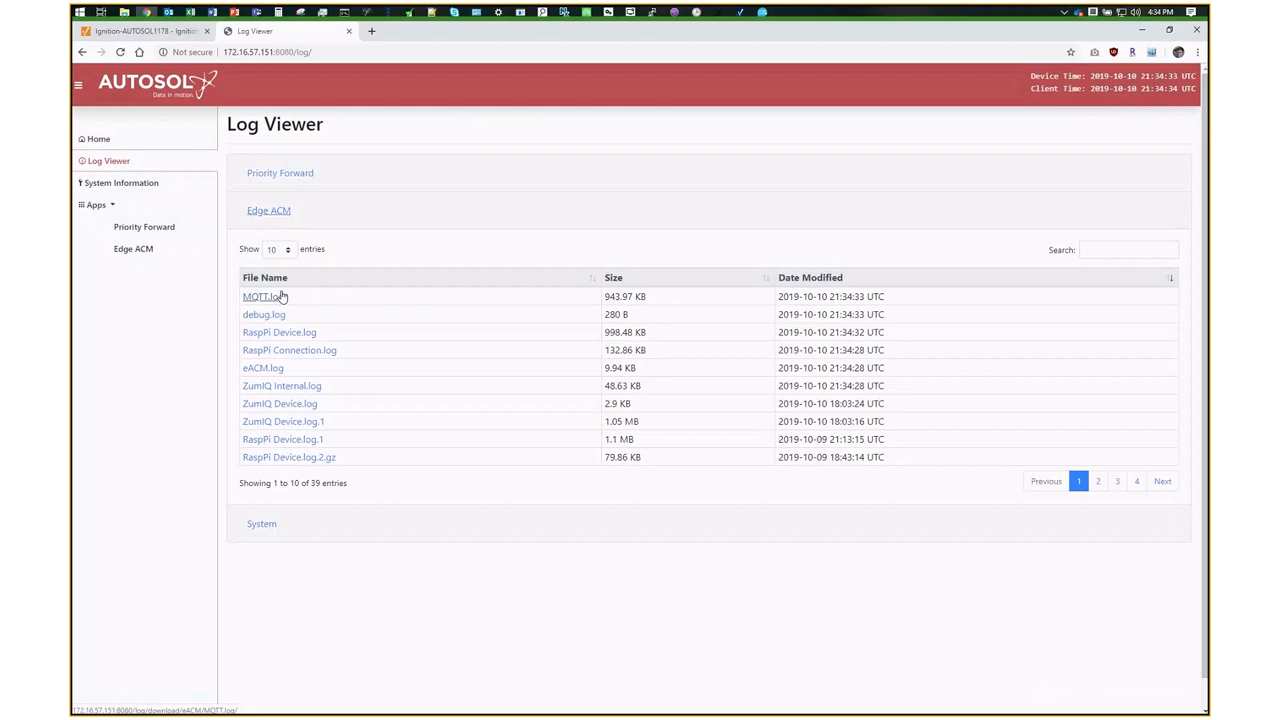 4:34 PM
Ignition-AUTOSOL1178 - Ignition
Log Viewer
Not secure
172.16.57.151:8080/log/
AUTOSOL
Data in motion.
Device Time: 2019-10-10 21:34:33 UTC
Client Time: 2019-10-10 21:34:34 UTC
Home
Log Viewer
System Information
Apps
Priority Forward
Edge ACM
Log Viewer
Priority Forward
Edge ACM
Show 10 entries
Search:
File Name Size Date Modified
MQTT.log 943.97 KB 2019-10-10 21:34:33 UTC
debug.log 280 B 2019-10-10 21:34:33 UTC
RaspPi Device.log 998.48 KB 2019-10-10 21:34:32 UTC
RaspPi Connection.log 132.86 KB 2019-10-10 21:34:28 UTC
eACM.log 9.94 KB 2019-10-10 21:34:28 UTC
ZumIQ Internal.log 48.63 KB 2019-10-10 21:34:28 UTC
ZumIQ Device.log 2.9 KB 2019-10-10 18:03:24 UTC
ZumIQ Device.log.1 1.05 MB 2019-10-10 18:03:16 UTC
RaspPi Device.log.1 1.1 MB 2019-10-09 21:13:15 UTC
RaspPi Device.log.2.gz 79.86 KB 2019-10-09 18:43:14 UTC
Showing 1 to 10 of 39 entries
Previous 1 2 3 4 Next
System
172.16.57.151:8080/log/download/eACM/MQTT.log/